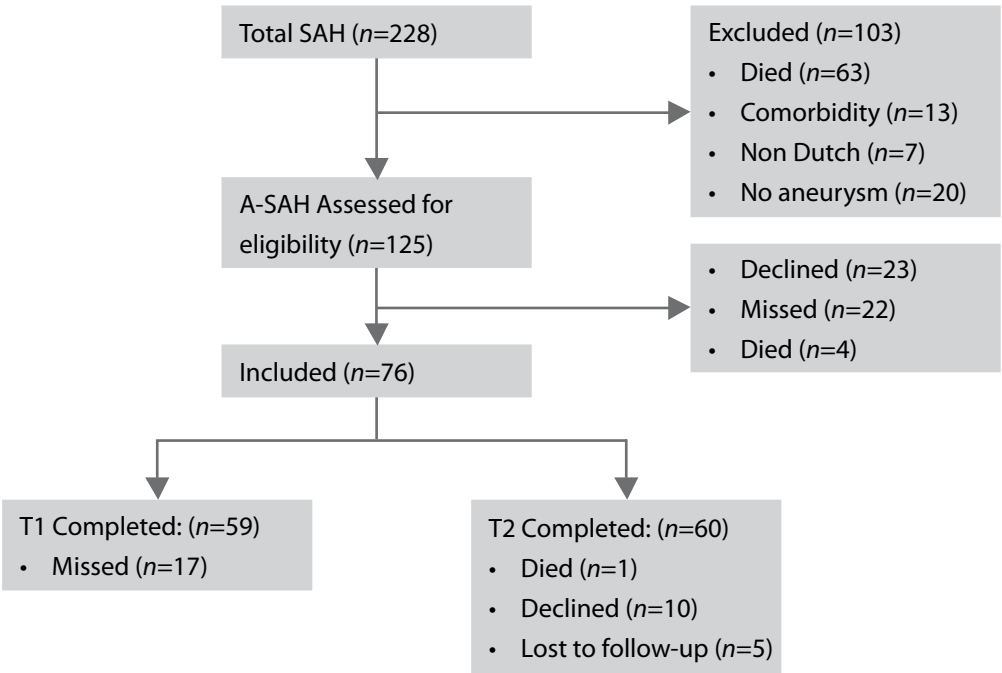 Total SAH (n=228)
Excluded (n=103)
• Died (n=63)
• Comorbidity (n=13)
• Non Dutch (n=7)
• No aneurysm (n=20)
A-SAH Assessed for
eligibility (n=125)
• Declined (n=23)
• Missed (n=22)
• Died (n=4)
Included (n=76)
T1 Completed: (n=59)
• Missed (n=17)
T2 Completed: (n=60)
• Died (n=1)
• Declined (n=10)
• Lost to follow-up (n=5)